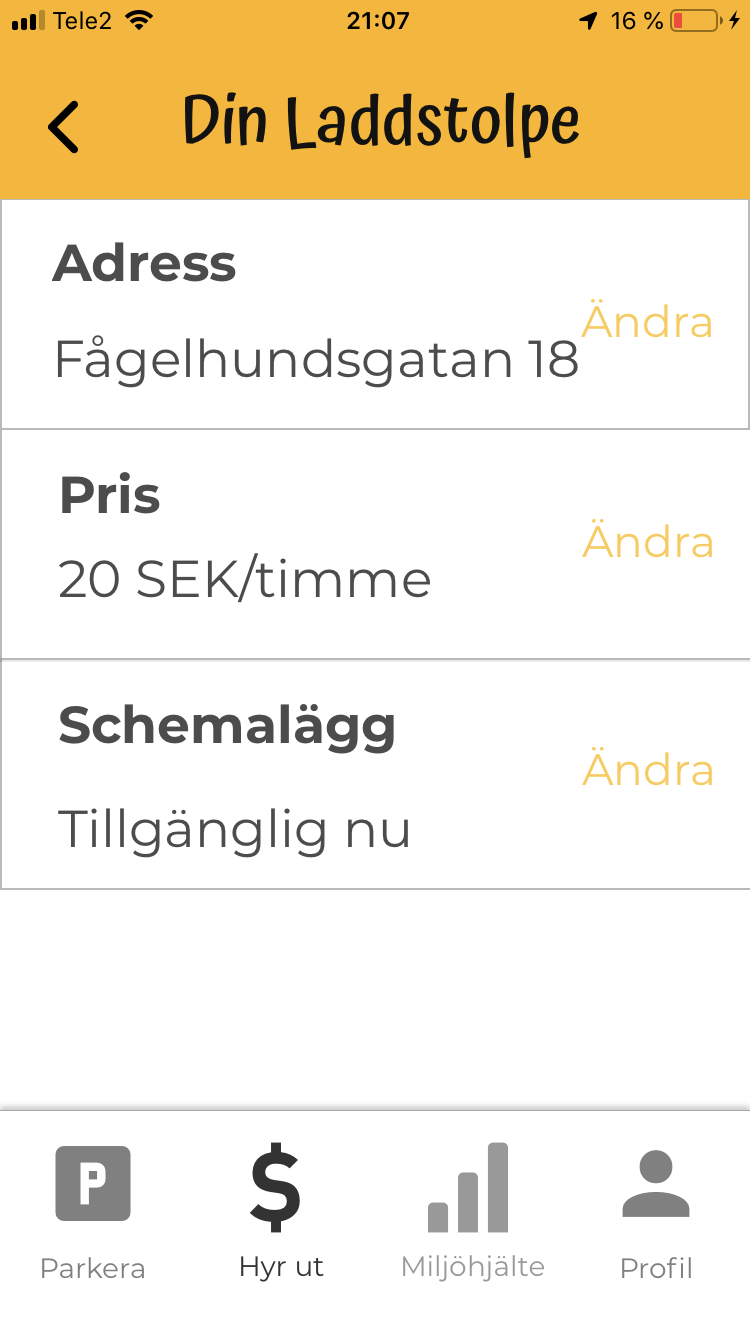 Tele2 21:07 16 %
Din Laddstolpe
Adress
Ändra
Fågelhundsgatan 18
Pris
Ändra
20 SEK/timme
Schemalägg
Ändra
Tillgänglig nu
P $
Parkera Hyr ut Miljöhjälte Profil